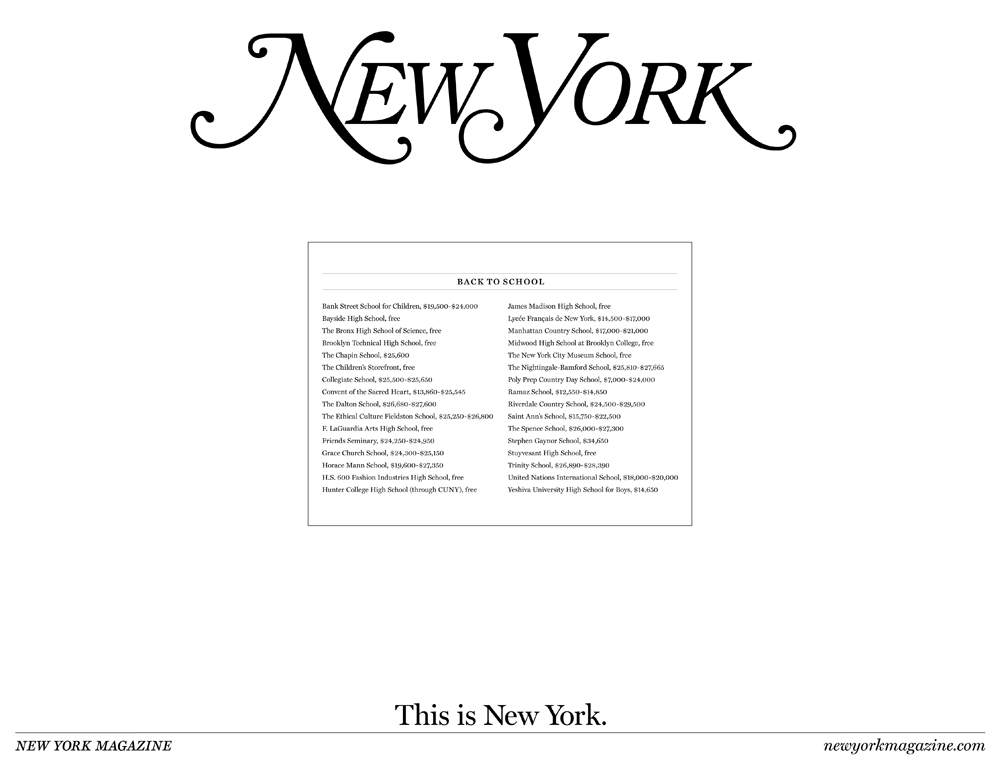 NEW YORK
BACK TO SCHOOL
Bank Street School for Children, $19,500-$24,000
Bayside High School, free
The Bronx High School of Science, free
Brooklyn Technical High School, free
The Chapin School, $25,600
The Children's Storefront, free
Collegiate School, $25,500-$25,650
Convent of the Sacred Heart, $13,860-$25,545
The Dalton School, $26,680-$27,600
The Ethical Culture Fieldston School, $25,250-$26,800
F. LaGuardia Arts High School, free
Friends Seminary, $24,250-$24,950
Grace Church School, $24,300-$25,150
Horace Mann School, $19,600-$27,350
H.S. 600 Fashion Industries High School, free
Hunter College High School (through CUNY), free
James Madison High School, free
Lycée Français de New York, $14,500-$17,000
Manhattan Country School, $17,000-$21,000
Midwood High School at Brooklyn College, free
The New York City Museum School, free
The Nightingale-Bamford School, $25,810-$27,665
Poly Prep Country Day School, $7,000-$24,000
Ramaz School, $12,550-$14,850
Riverdale Country School, $24,500-$29,500
Saint Ann's School, $15,750-$22,500
The Spence School, $26,000-$27,300
Stephen Gaynor School, $34,650
Stuyvesant High School, free
Trinity School, $26,890-$28,390
United Nations International School, $18,000-$20,000
Yeshiva University High School for Boys, $14,650
This is New York.
NEW YORK MAGAZINE
newyorkmagazine.com